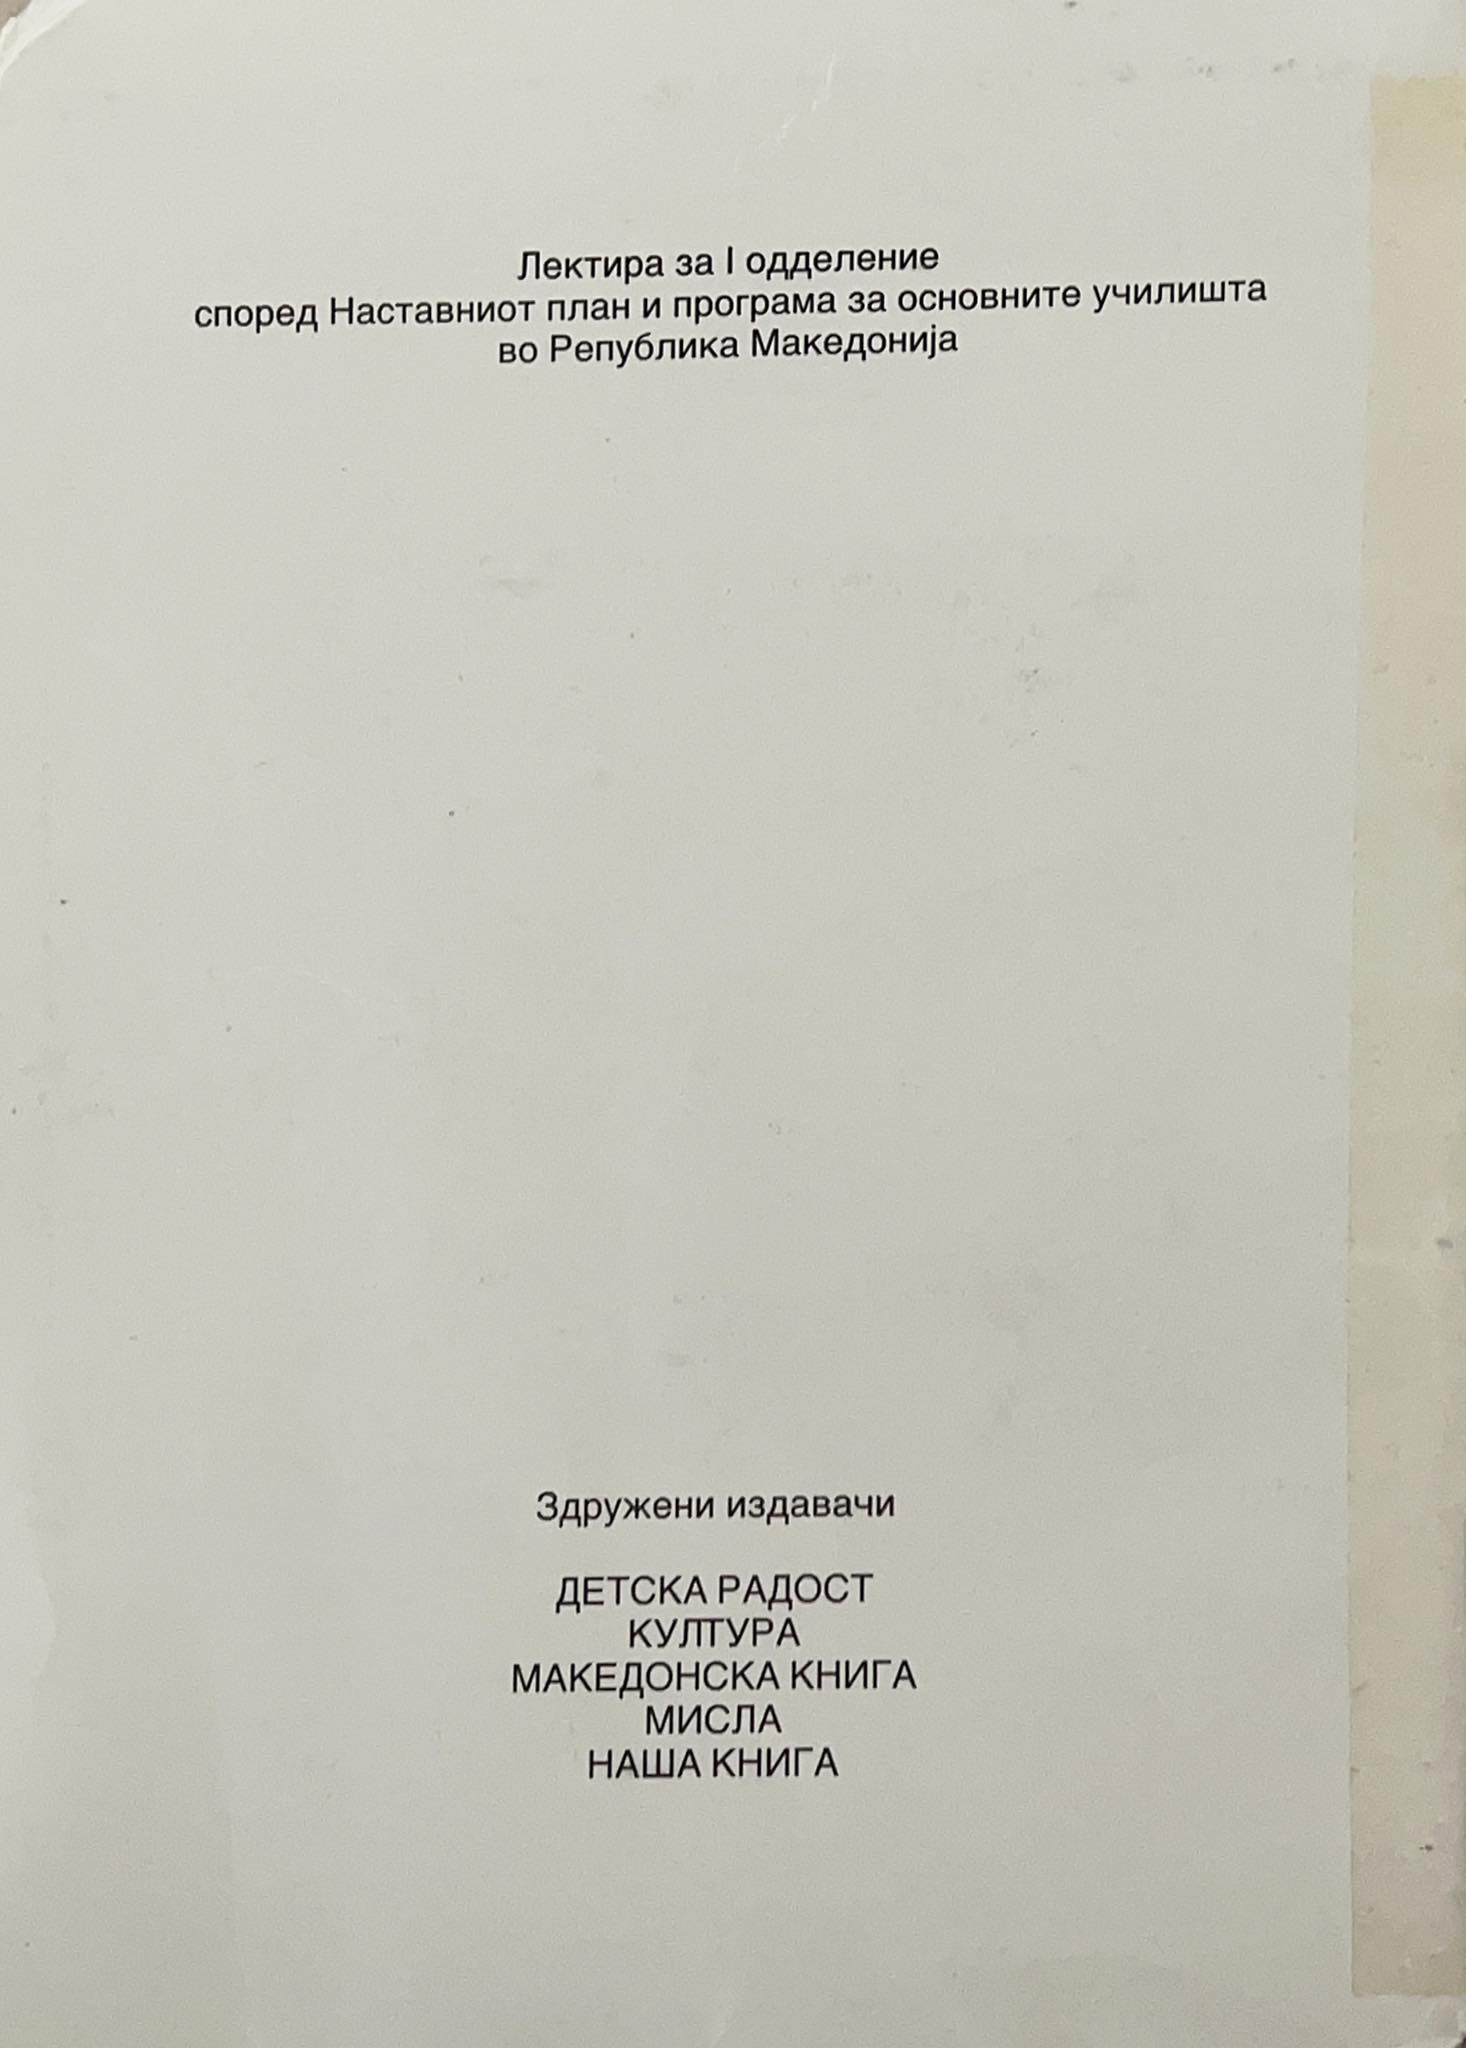 Лектира за I одделение
според Наставниот план и програма за основните училишта
во Република Македонија
Здружени издавачи
ДЕТСКА РАДОСТ
КУЛТУРА
МАКЕДОНСКА КНИГА
МИСЛА
НАША КНИГА